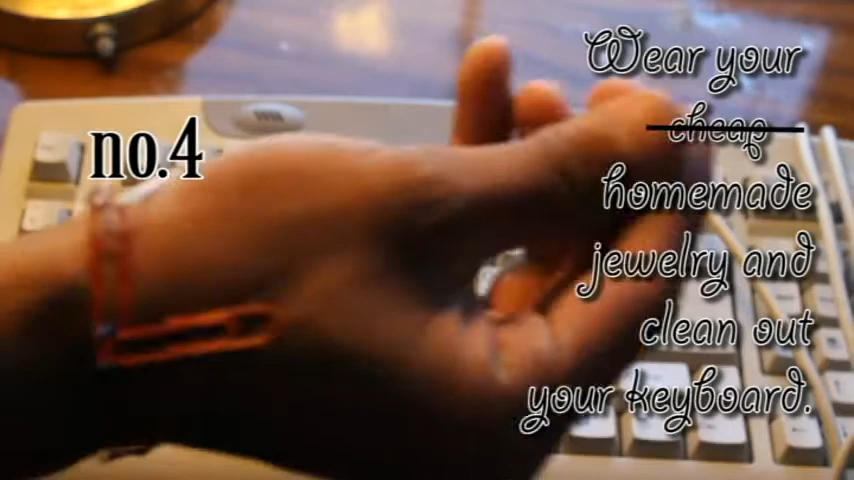 no.4
Wear your
cheap
homemade
jewelry and
clean out
your keyboard.